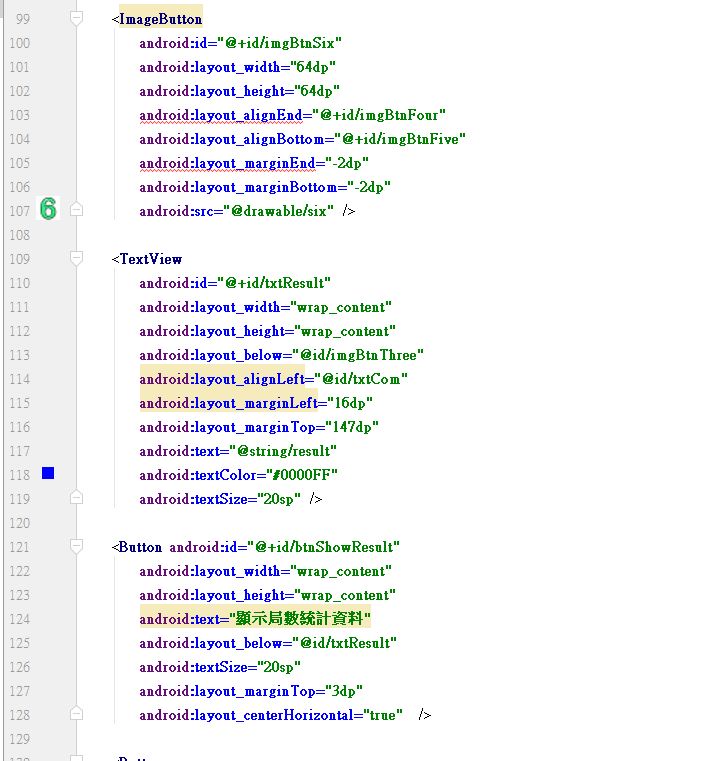 99 <ImageButton
100 android:id="@+id/imgBtnSix"
101 android:layout_width="64dp"
102 android:layout_height="64dp"
103 android:layout_alignEnd="@+id/imgBtnFour"
104 android:layout_alignBottom="@+id/imgBtnFive"
105 android:layout_marginEnd="-2dp"
106 android:layout_marginBottom="-2dp"
107 6 android:src="@drawable/six" />
108
109 <TextView
110 android:id="@+id/txtResult"
111 android:layout_width="wrap_content"
112 android:layout_height="wrap_content"
113 android:layout_below="@id/imgBtnThree"
114 android:layout_alignLeft="@id/txtCom"
115 android:layout_marginLeft="16dp"
116 android:layout_marginTop="147dp"
117 android:text="@string/result"
118 android:textColor="#0000FF"
119 android:textSize="20sp" />
120
121 <Button android:id="@+id/btnShowResult"
122 android:layout_width="wrap_content"
123 android:layout_height="wrap_content"
124 android:text="顯示局數統計資料"
125 android:layout_below="@id/txtResult"
126 android:textSize="20sp"
127 android:layout_marginTop="3dp"
128 android:layout_centerHorizontal="true" />
129